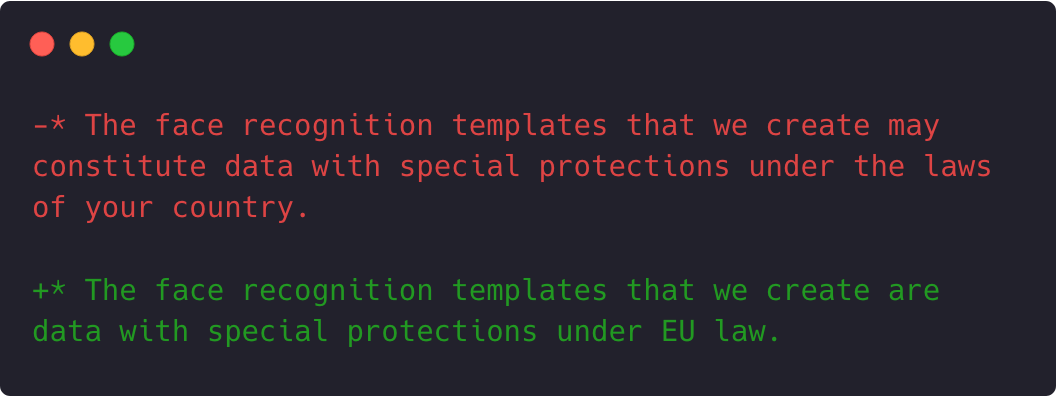 -* The face recognition templates that we create may
constitute data with special protections under the laws
of your country.
+* The face recognition templates that we create are
data with special protections under EU law.